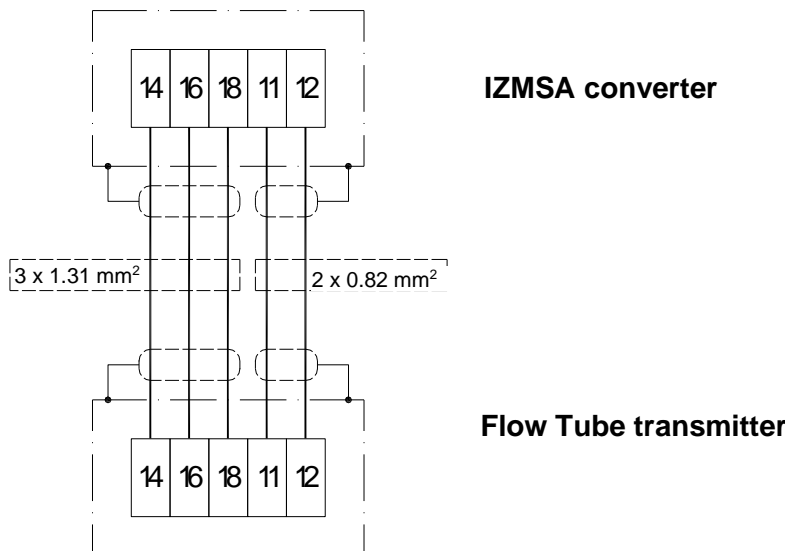 14 16 18 11 12
IZMSA converter
3 x 1.31 mm²
2 x 0.82 mm²
Flow Tube transmitter
14 16 18 11 12